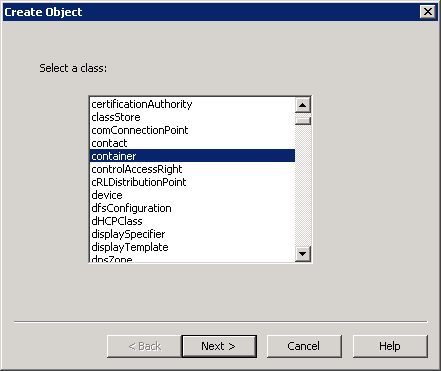 Create Object
Select a class:
certificationAuthority
classStore
comConnectionPoint
contact
container
controlAccessRight
cRLDistributionPoint
device
dfsConfiguration
dHCPClass
displaySpecifier
displayTemplate
dnsZone
< Back
Next >
Cancel
Help